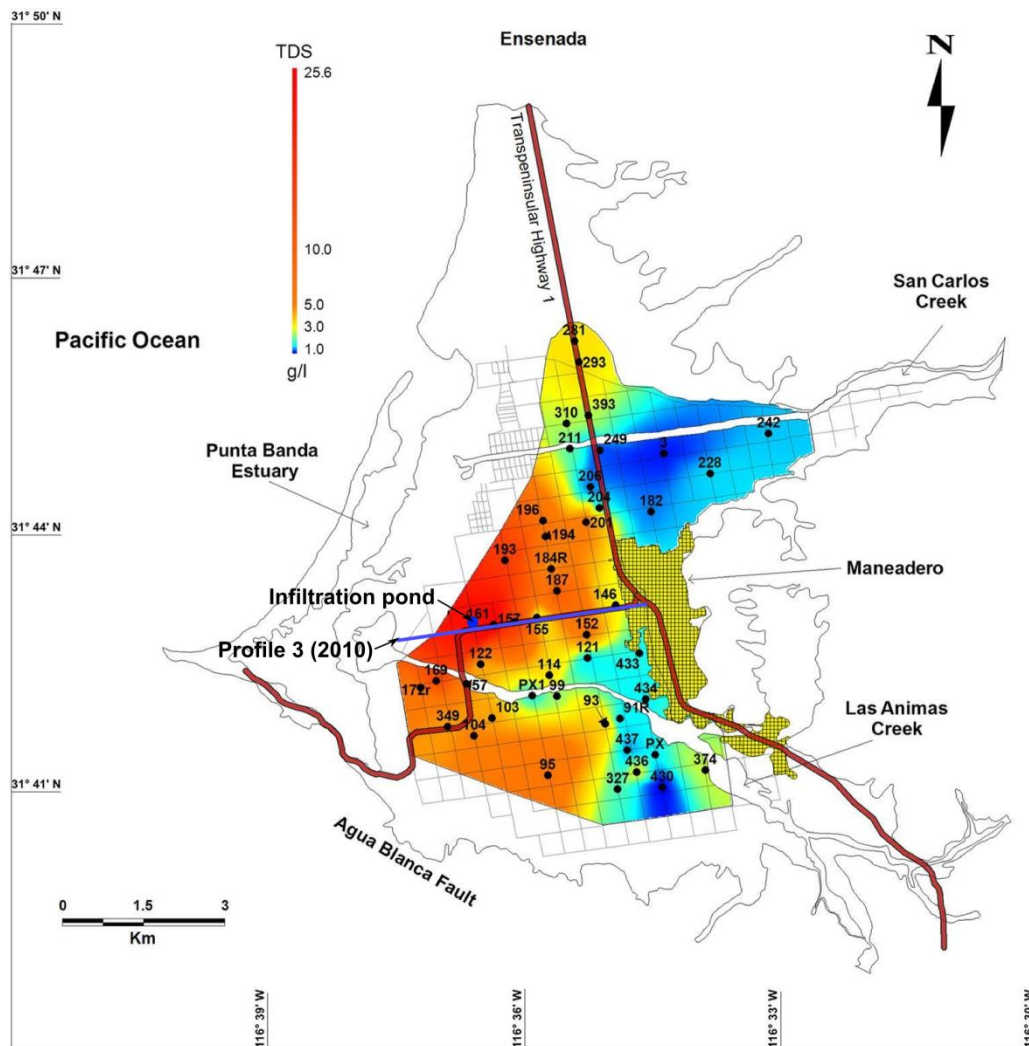 31° 50' N
Ensenada
N
TDS
25.6
10.0
5.0
3.0
1.0
g/l
Transpeninsular Highway 1
31° 47' N
San Carlos
Creek
Pacific Ocean
281
293
393
310
211
249
3
242
228
Punta Banda
Estuary
206
204
182
201
196
194
31° 44' N
193
184R
187
Maneadero
Infiltration pond
161
157
155
146
152
Profile 3 (2010)
122
121
433
114
169
172r
57
PX1
99
434
93
91R
103
349
104
Las Animas
Creek
437
PX
95
436
374
327
430
31° 41' N
Agua Blanca Fault
0
1.5
3
Km
116° 39' W
116° 36' W
116° 33' W